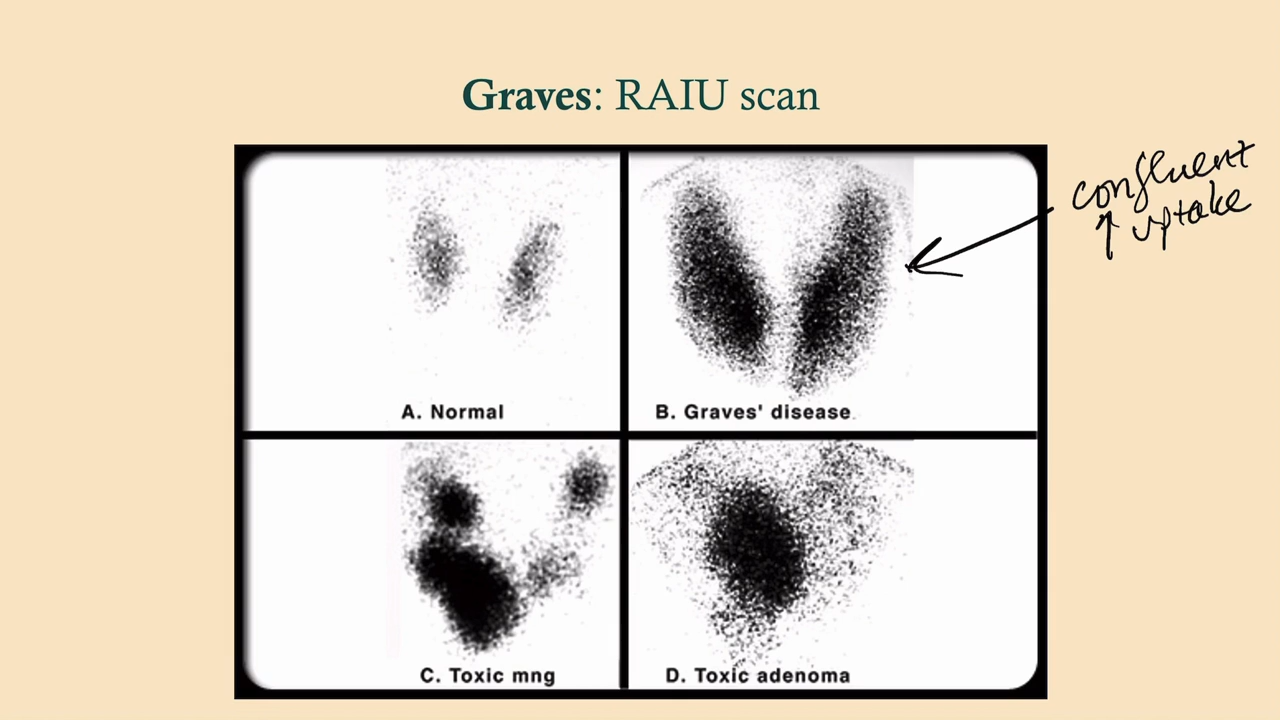 Graves: RAIU scan
confluent
↑ uptake
A. Normal
B. Graves' disease
C. Toxic mng
D. Toxic adenoma